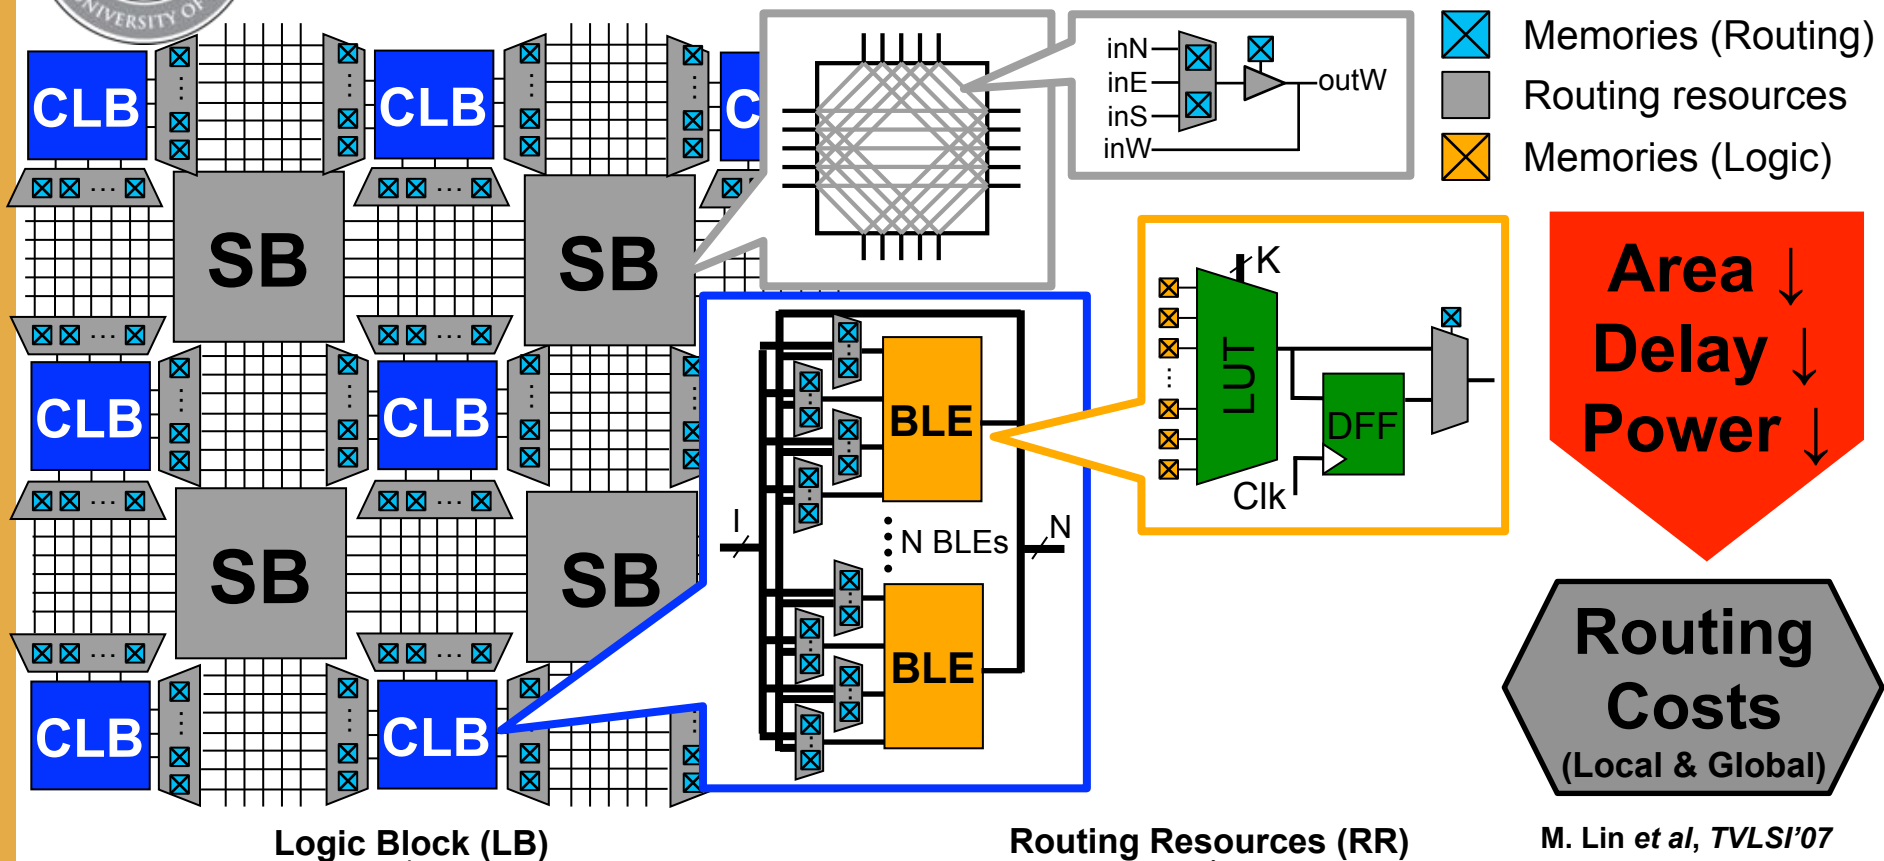 UNIVERSITY OF
CLB
CLB
C
SB
SB
CLB
CLB
SB
SB
CLB
CLB
inN
inE
inS
inW
outW
Memories (Routing)
Routing resources
Memories (Logic)
I
BLE
N BLEs
N
BLE
K
LUT
DFF
Clk
Area ↓
Delay ↓
Power ↓
Routing
Costs
(Local & Global)
Logic Block (LB)
Routing Resources (RR)
M. Lin et al, TVLSI'07